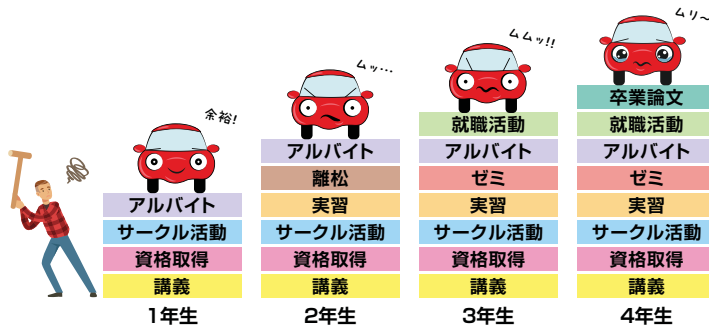 余裕!
アルバイト
サークル活動
資格取得
講義
1年生
ムッ…
アルバイト
離松
実習
サークル活動
資格取得
講義
2年生
ムムッ!!
就職活動
アルバイト
ゼミ
実習
サークル活動
資格取得
講義
3年生
ムリ〜
卒業論文
就職活動
アルバイト
ゼミ
実習
サークル活動
資格取得
講義
4年生